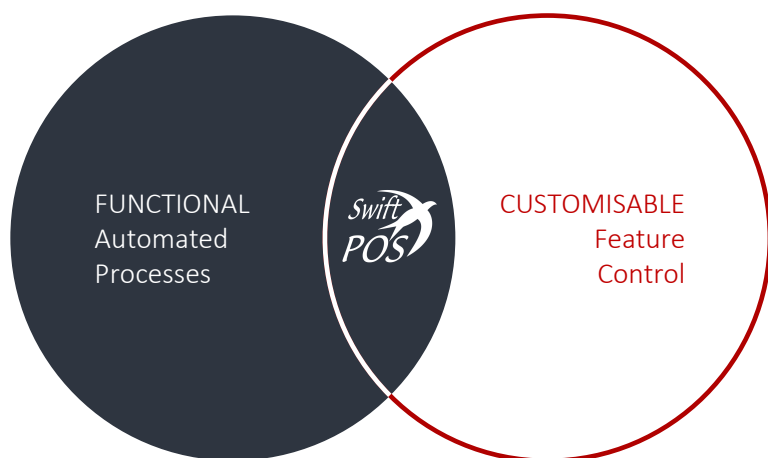 FUNCTIONAL
Automated
Processes
Swift
POS
CUSTOMISABLE
Feature
Control